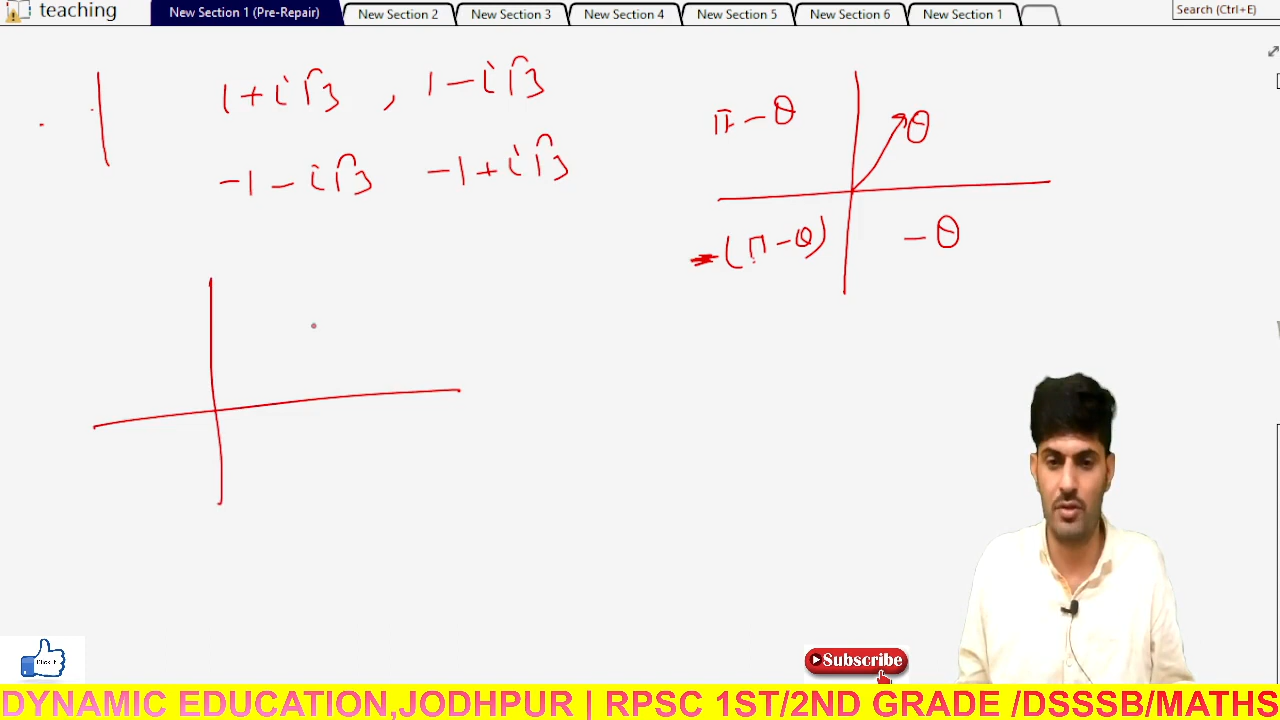 teaching
New Section 1 (Pre-Repair) New Section 2 New Section 3 New Section 4 New Section 5 New Section 6 New Section 1
Search (Ctrl+E)
1+i√3 , 1-i√3
-1-i√3 -1+i√3
π-θ θ
-(π-θ) -θ
Subscribe
DYNAMIC EDUCATION,JODHPUR | RPSC 1ST/2ND GRADE /DSSSB/MATHS